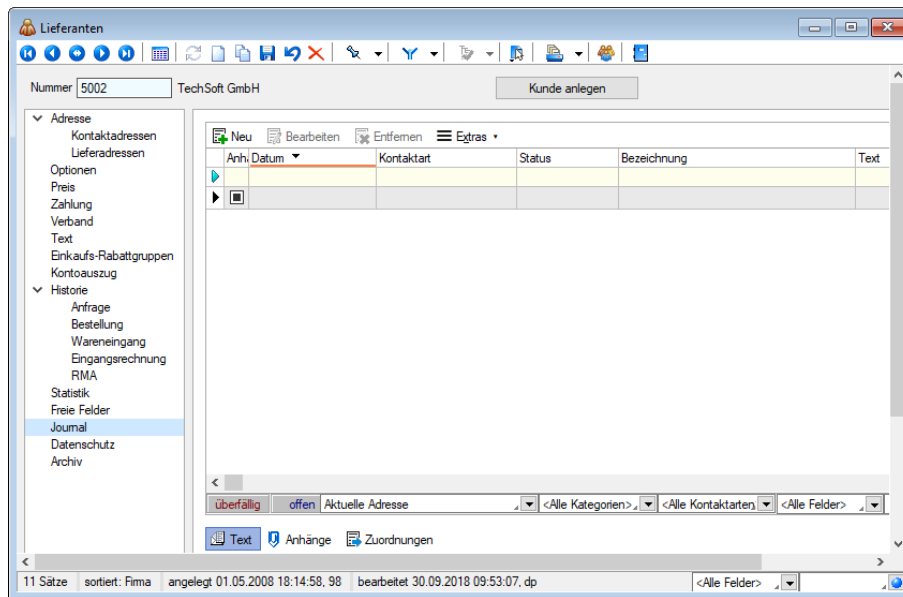 Lieferanten
Nummer 5002 TechSoft GmbH Kunde anlegen
Adresse
Kontaktadressen
Lieferadressen
Optionen
Preis
Zahlung
Verband
Text
Einkaufs-Rabattgruppen
Kontoauszug
Historie
Anfrage
Bestellung
Wareneingang
Eingangsrechnung
RMA
Statistik
Freie Felder
Journal
Datenschutz
Archiv
Neu Bearbeiten Entfernen Extras
Anhä Datum Kontaktart Status Bezeichnung Text
überfällig offen Aktuelle Adresse <Alle Kategorien> <Alle Kontaktarten <Alle Felder>
Text Anhänge Zuordnungen
11 Sätze sortiert: Firma angelegt 01.05.2008 18:14:58, 98 bearbeitet 30.09.2018 09:53:07, dp <Alle Felder>